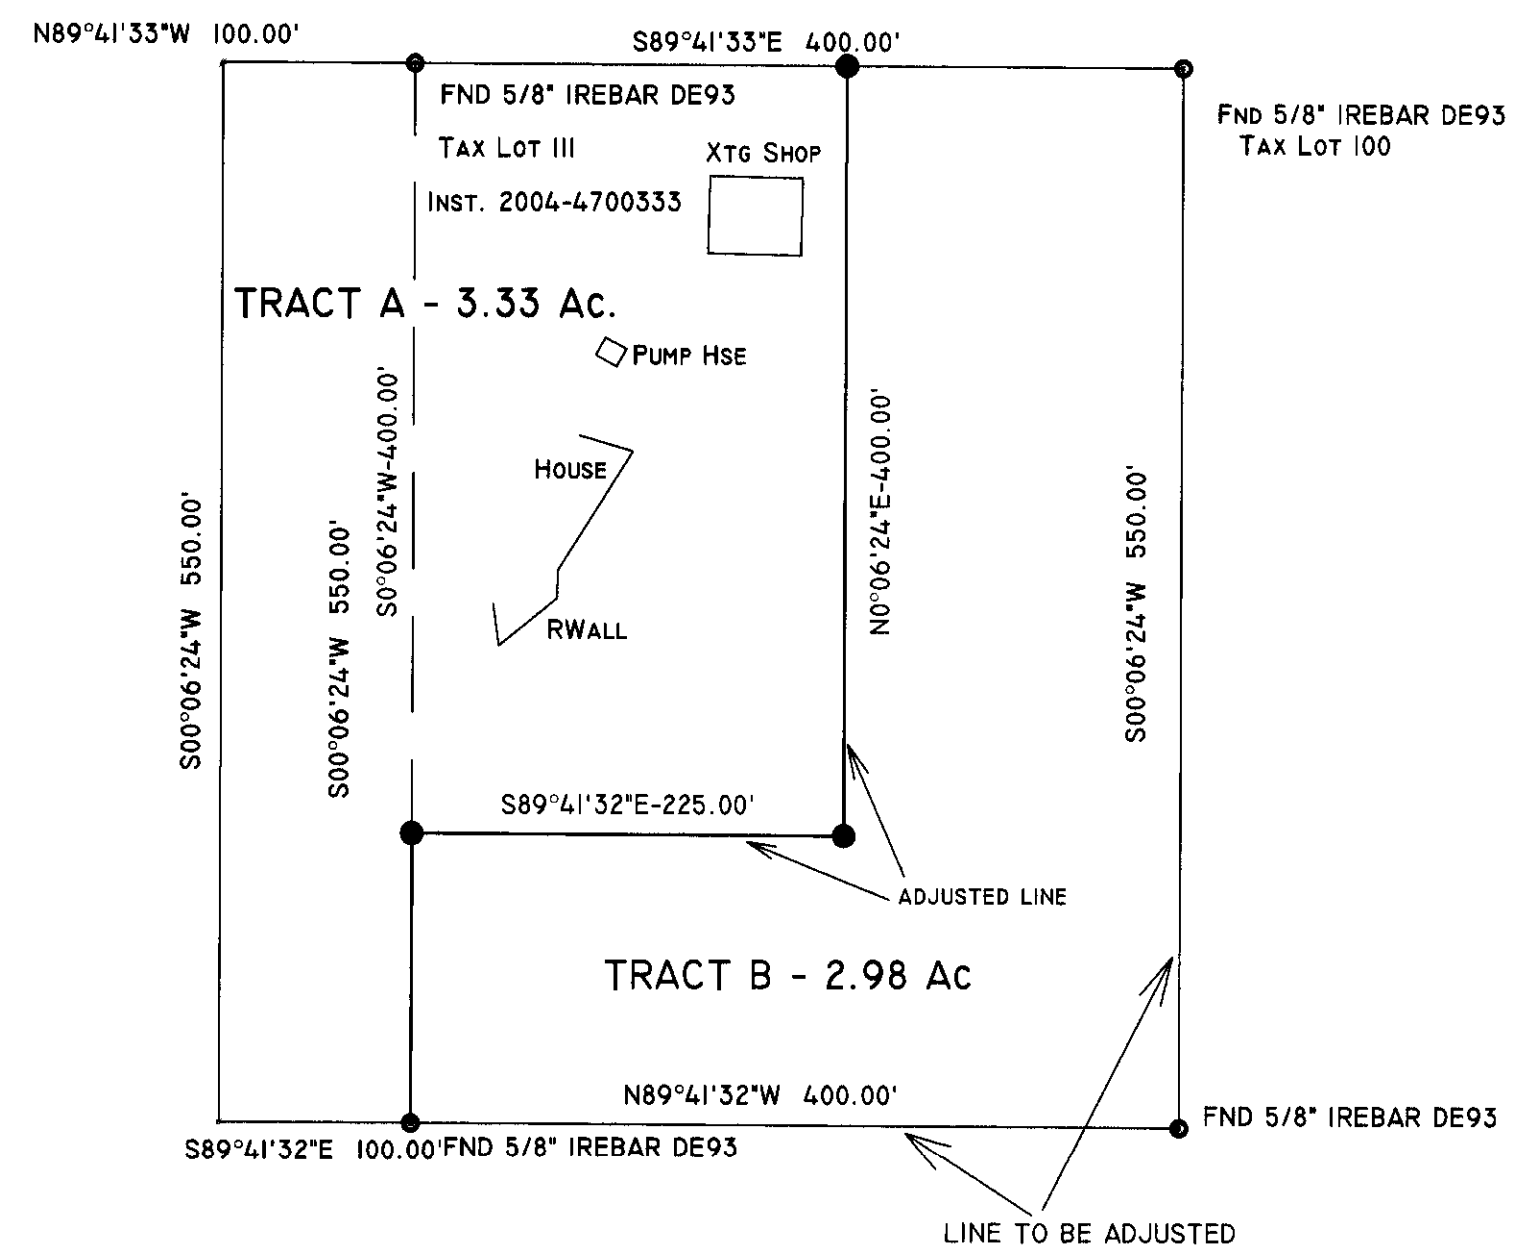 N89°41'33"W 100.00'
S89°41'33"E 400.00'
FND 5/8" IREBAR DE93
FND 5/8" IREBAR DE93
TAX LOT 100
TAX LOT 111
XTG SHOP
INST. 2004-4700333
TRACT A - 3.33 AC.
PUMP HSE
HOUSE
RWALL
S00°06'24"W 550.00'
S00°06'24"W 550.00'
S0°06'24"W-400.00'
N0°06'24"E-400.00'
S00°06'24"W 550.00'
S89°41'32"E-225.00'
ADJUSTED LINE
TRACT B - 2.98 AC
N89°41'32"W 400.00'
FND 5/8" IREBAR DE93
S89°41'32"E 100.00'
FND 5/8" IREBAR DE93
LINE TO BE ADJUSTED